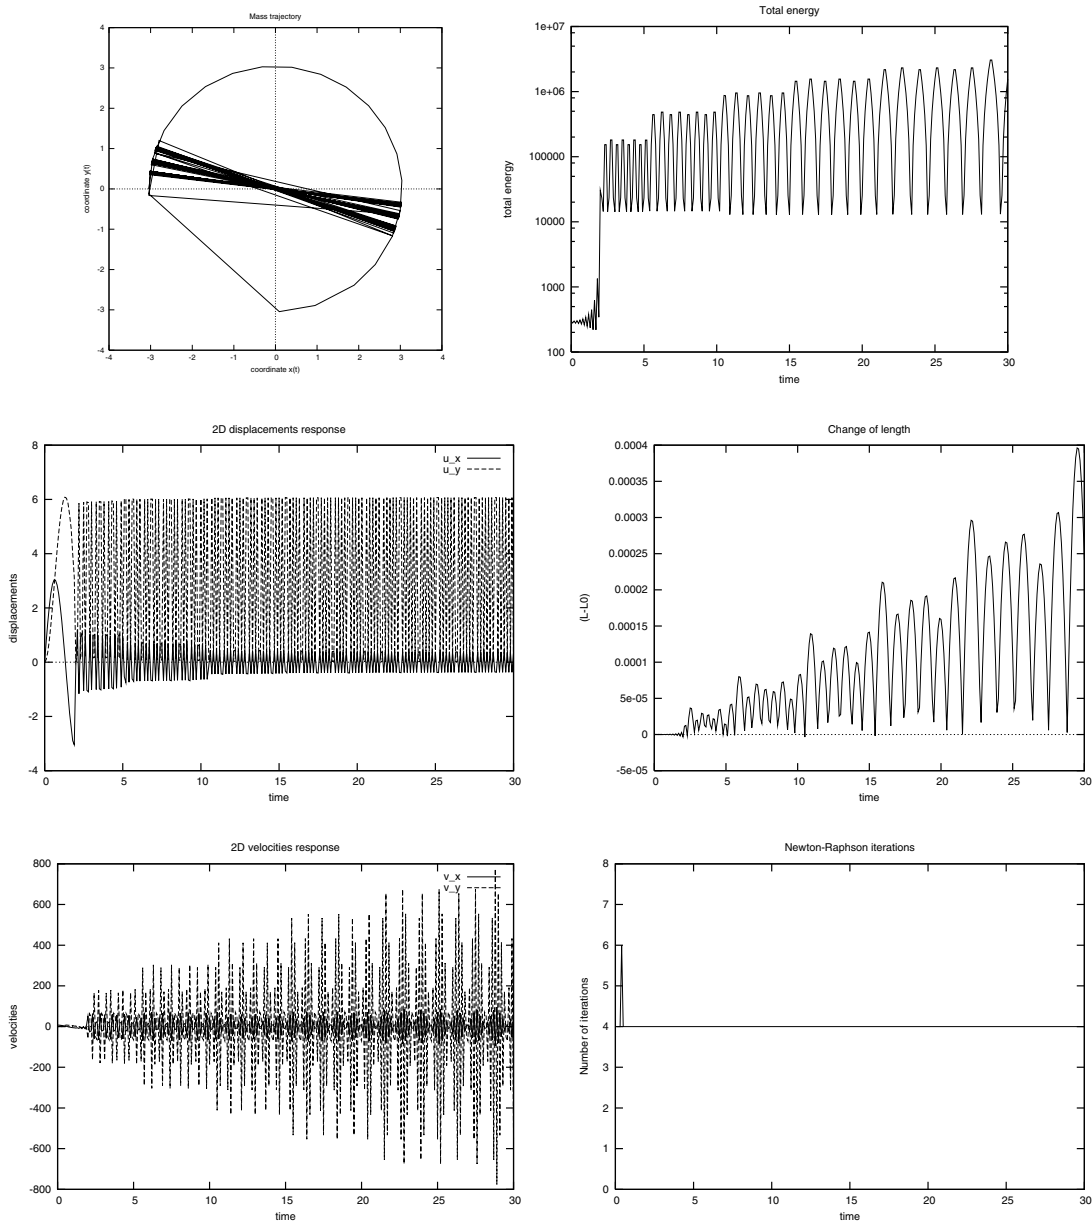 Mass trajectory
4
3
2
1
0
-1
-2
-3
-4
coordinate y(t)
-4 -3 -2 -1 0 1 2 3 4
coordinate x(t)
Total energy
1e+07
1e+06
100000
10000
1000
100
total energy
0 5 10 15 20 25 30
time
2D displacements response
u_x
u_y
8
6
4
2
0
-2
-4
displacements
0 5 10 15 20 25 30
time
Change of length
0.0004
0.00035
0.0003
0.00025
0.0002
0.00015
0.0001
5e-05
0
-5e-05
(L-L0)
0 5 10 15 20 25 30
time
2D velocities response
v_x
v_y
800
600
400
200
0
-200
-400
-600
-800
velocities
0 5 10 15 20 25 30
time
Newton-Raphson iterations
8
7
6
5
4
3
2
1
0
Number of iterations
0 5 10 15 20 25 30
time